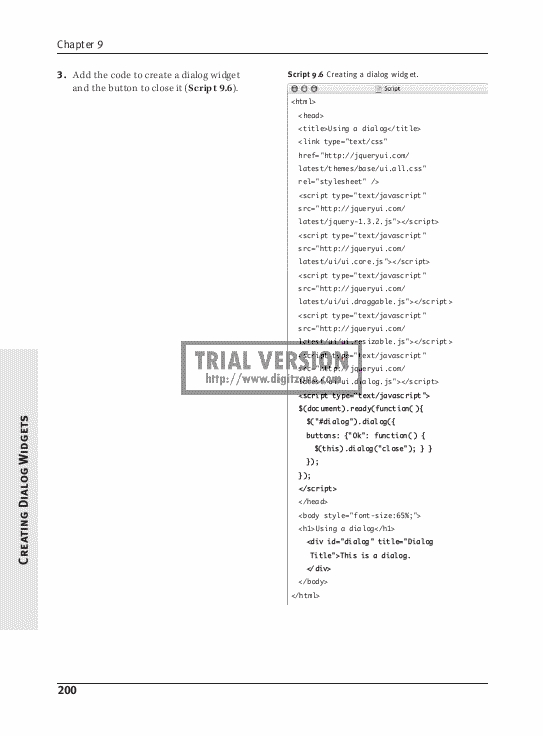 Chapter 9
3. Add the code to create a dialog widget
and the button to close it (Script 9.6).
Script 9.6 Creating a dialog widget.
Script
<html>
<head>
<title>Using a dialog</title>
<link type="text/css"
href="http://jqueryui.com/
latest/themes/base/ui.all.css"
rel="stylesheet" />
<script type="text/javascript"
src="http://jqueryui.com/
latest/jquery-1.3.2.js"></script>
<script type="text/javascript"
src="http://jqueryui.com/
latest/ui/ui.core.js"></script>
<script type="text/javascript"
src="http://jqueryui.com/
latest/ui/ui.draggable.js"></script>
<script type="text/javascript"
src="http://jqueryui.com/
latest/ui/ui.resizable.js"></script>
<script type="text/javascript"
src="http://jqueryui.com/
latest/ui/ui.dialog.js"></script>
<script type="text/javascript">
$(document).ready(function(){
$("#dialog").dialog({
buttons: {"Ok": function() {
$(this).dialog("close"); } }
});
});
</script>
</head>
<body style="font-size:65%;">
<h1>Using a dialog</h1>
<div id="dialog" title="Dialog
Title">This is a dialog.
</div>
</body>
</html>
TRIAL VERSION
Creating Dialog Widgets
200